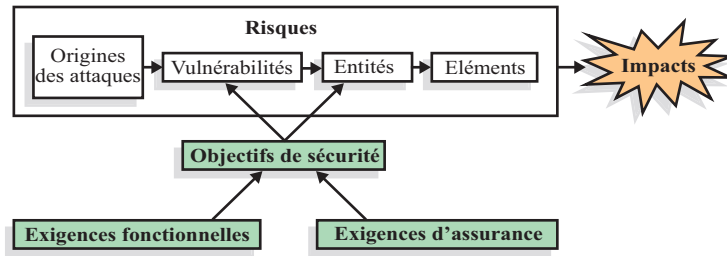 Risques
Origines
des attaques
Vulnérabilités
Entités
Eléments
Impacts
Objectifs de sécurité
Exigences fonctionnelles
Exigences d’assurance